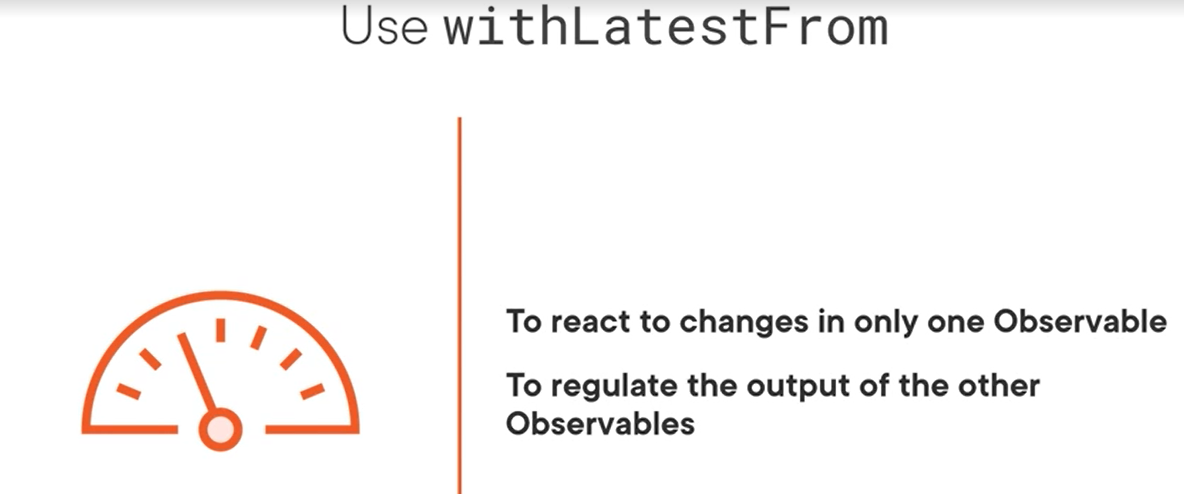 Use withLatestFrom
To react to changes in only one Observable
To regulate the output of the other
Observables